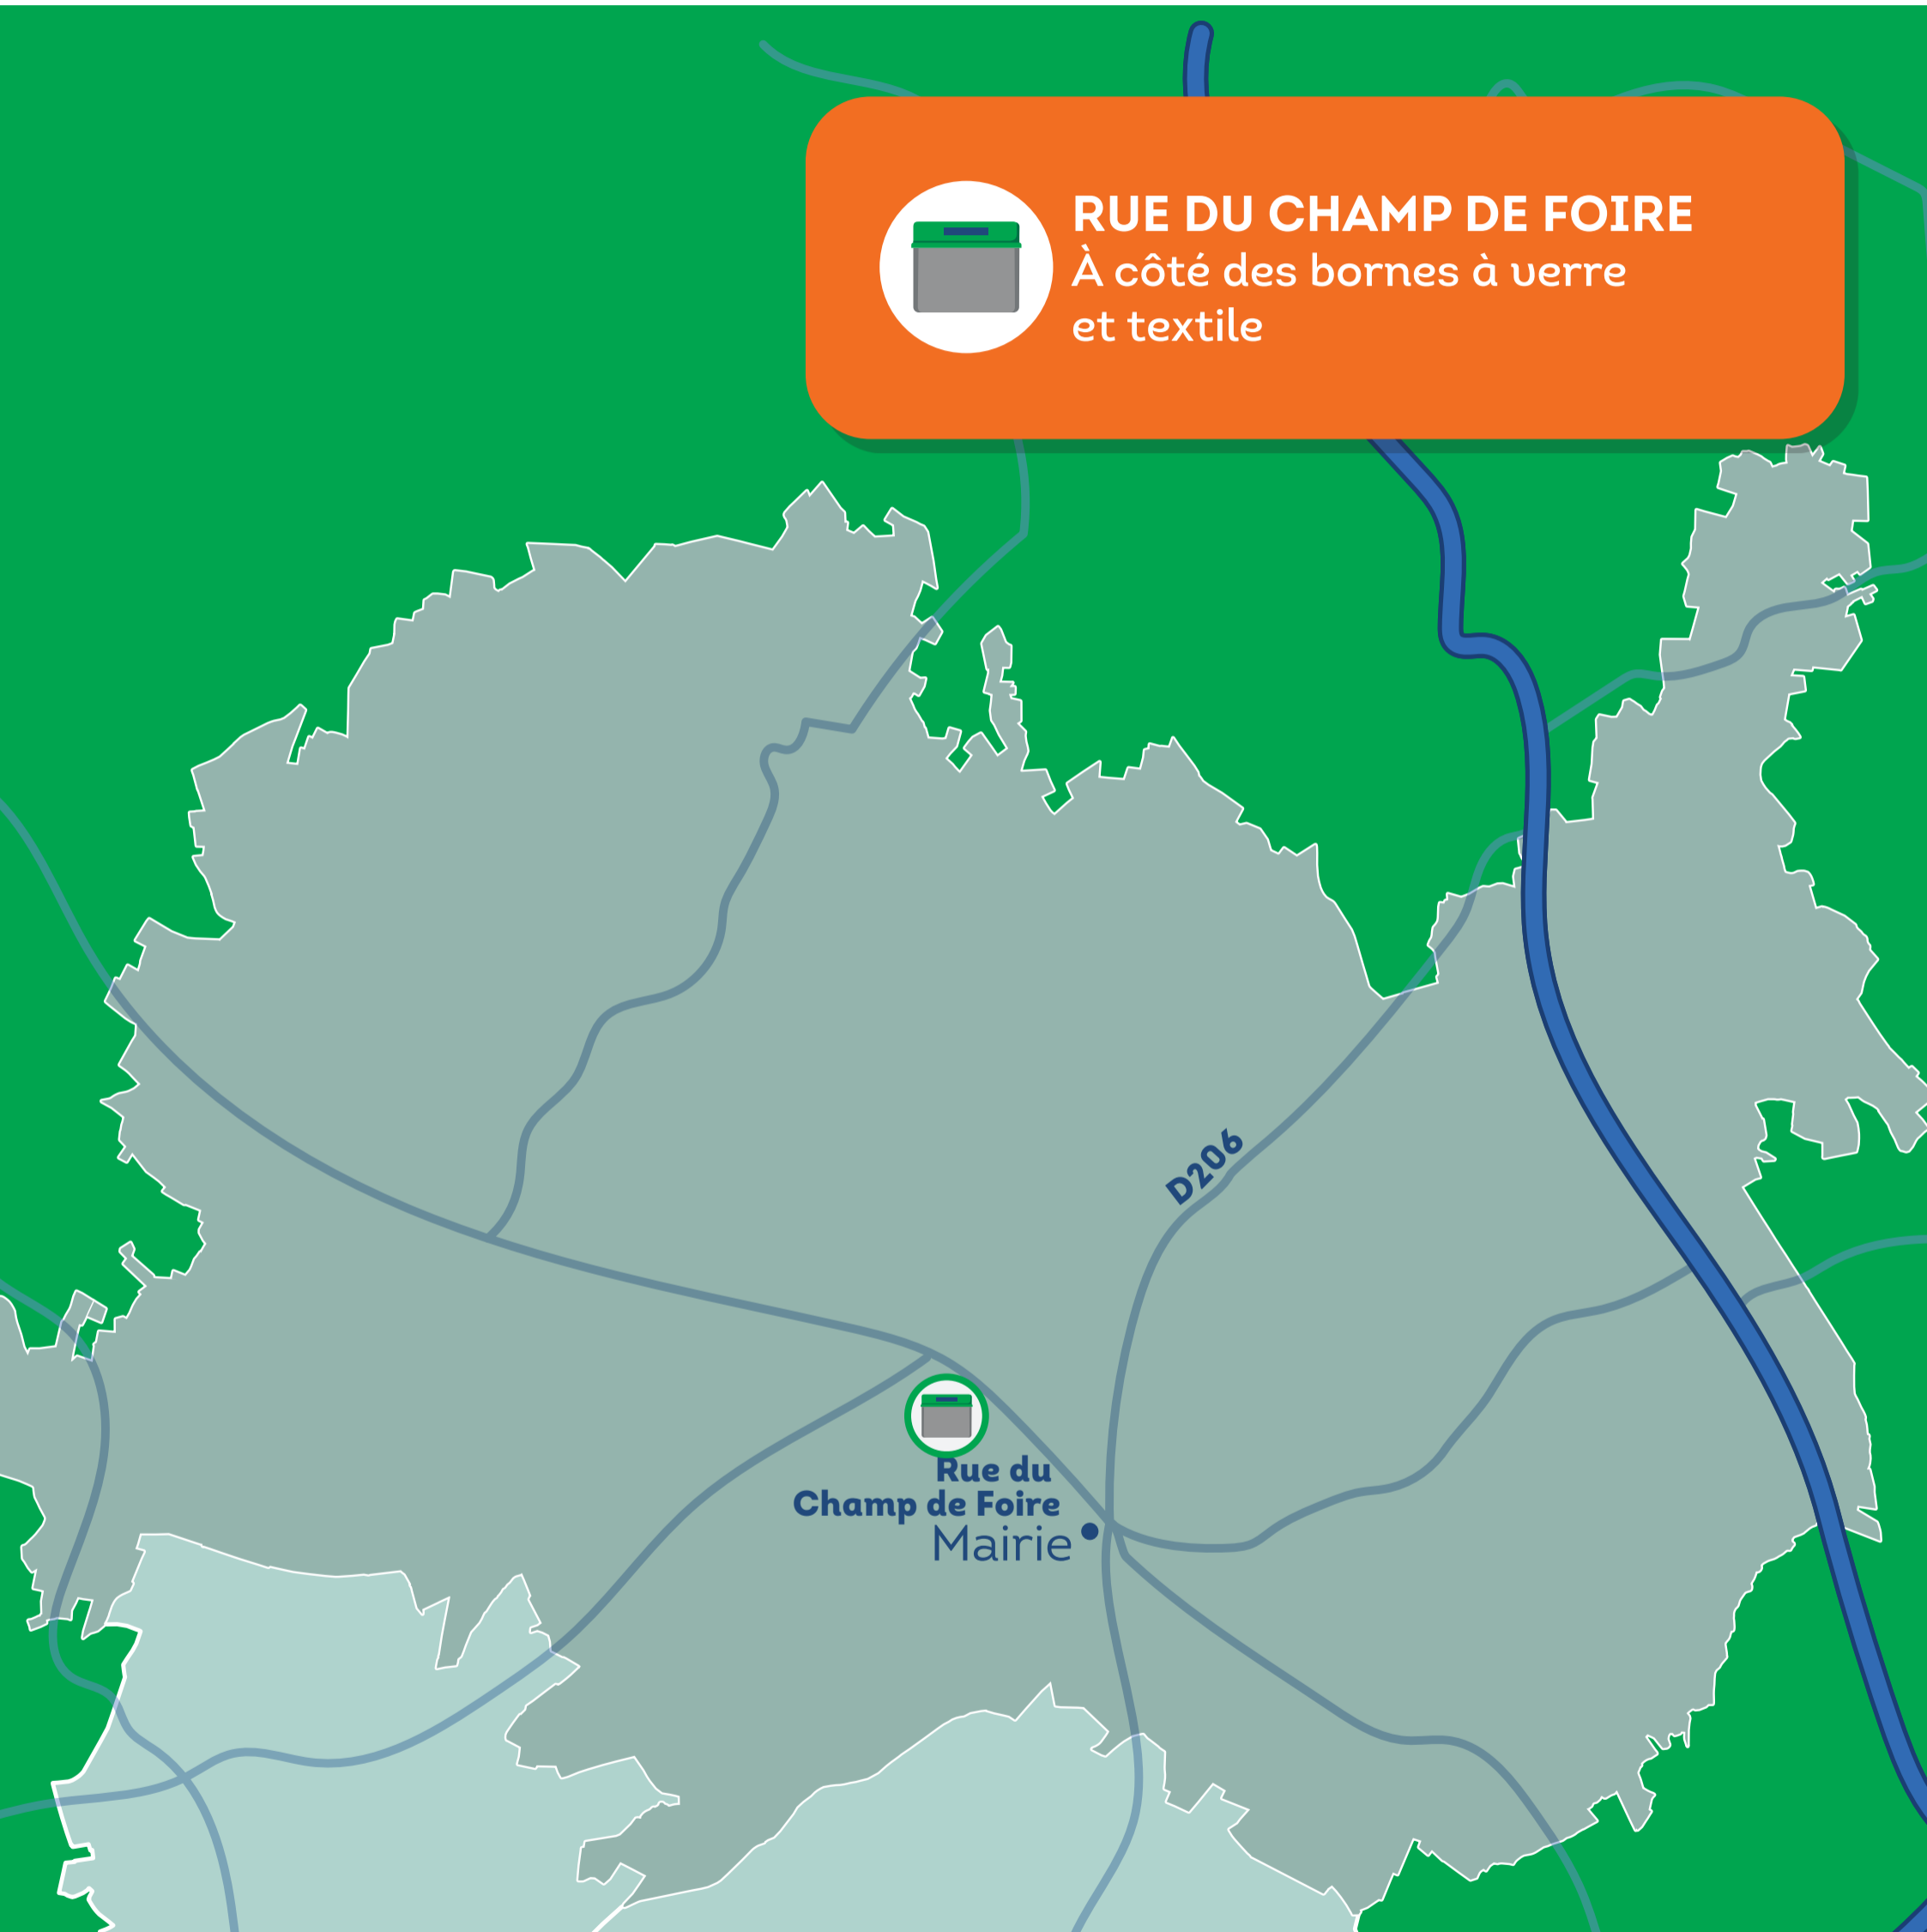 RUE DU CHAMP DE FOIRE
À côté des bornes à verre
et textile
D206
Rue du
Champ de Foire
Mairie